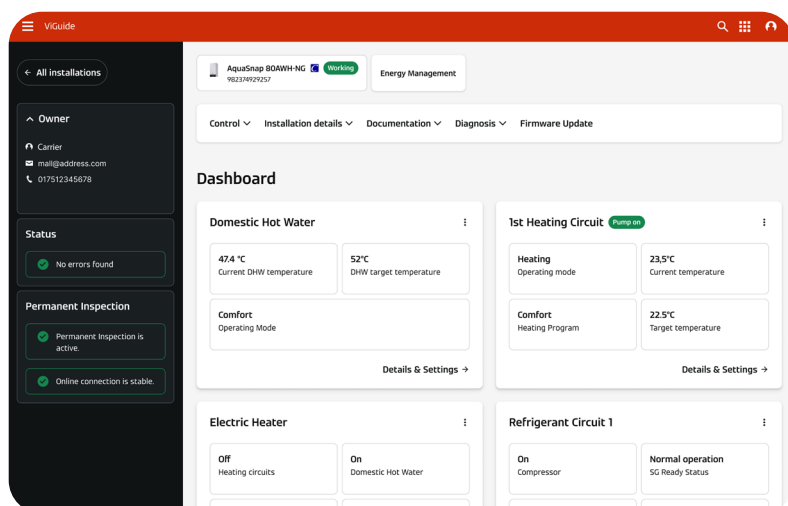 ViGuide
← All installations
Owner
Carrier
mail@address.com
017512345678
Status
No errors found
Permanent Inspection
Permanent Inspection is
active.
Online connection is stable.
AquaSnap 80AWH-NG Working
982374929257
Energy Management
Control Installation details Documentation Diagnosis Firmware Update
Dashboard
Domestic Hot Water
47.4 °C
Current DHW temperature
52°C
DHW target temperature
Comfort
Operating Mode
Details & Settings →
1st Heating Circuit Pump on
Heating
Operating mode
23,5°C
Current temperature
Comfort
Heating Program
22.5°C
Target temperature
Details & Settings →
Electric Heater
Off
Heating circuits
On
Domestic Hot Water
Refrigerant Circuit 1
On
Compressor
Normal operation
SG Ready Status